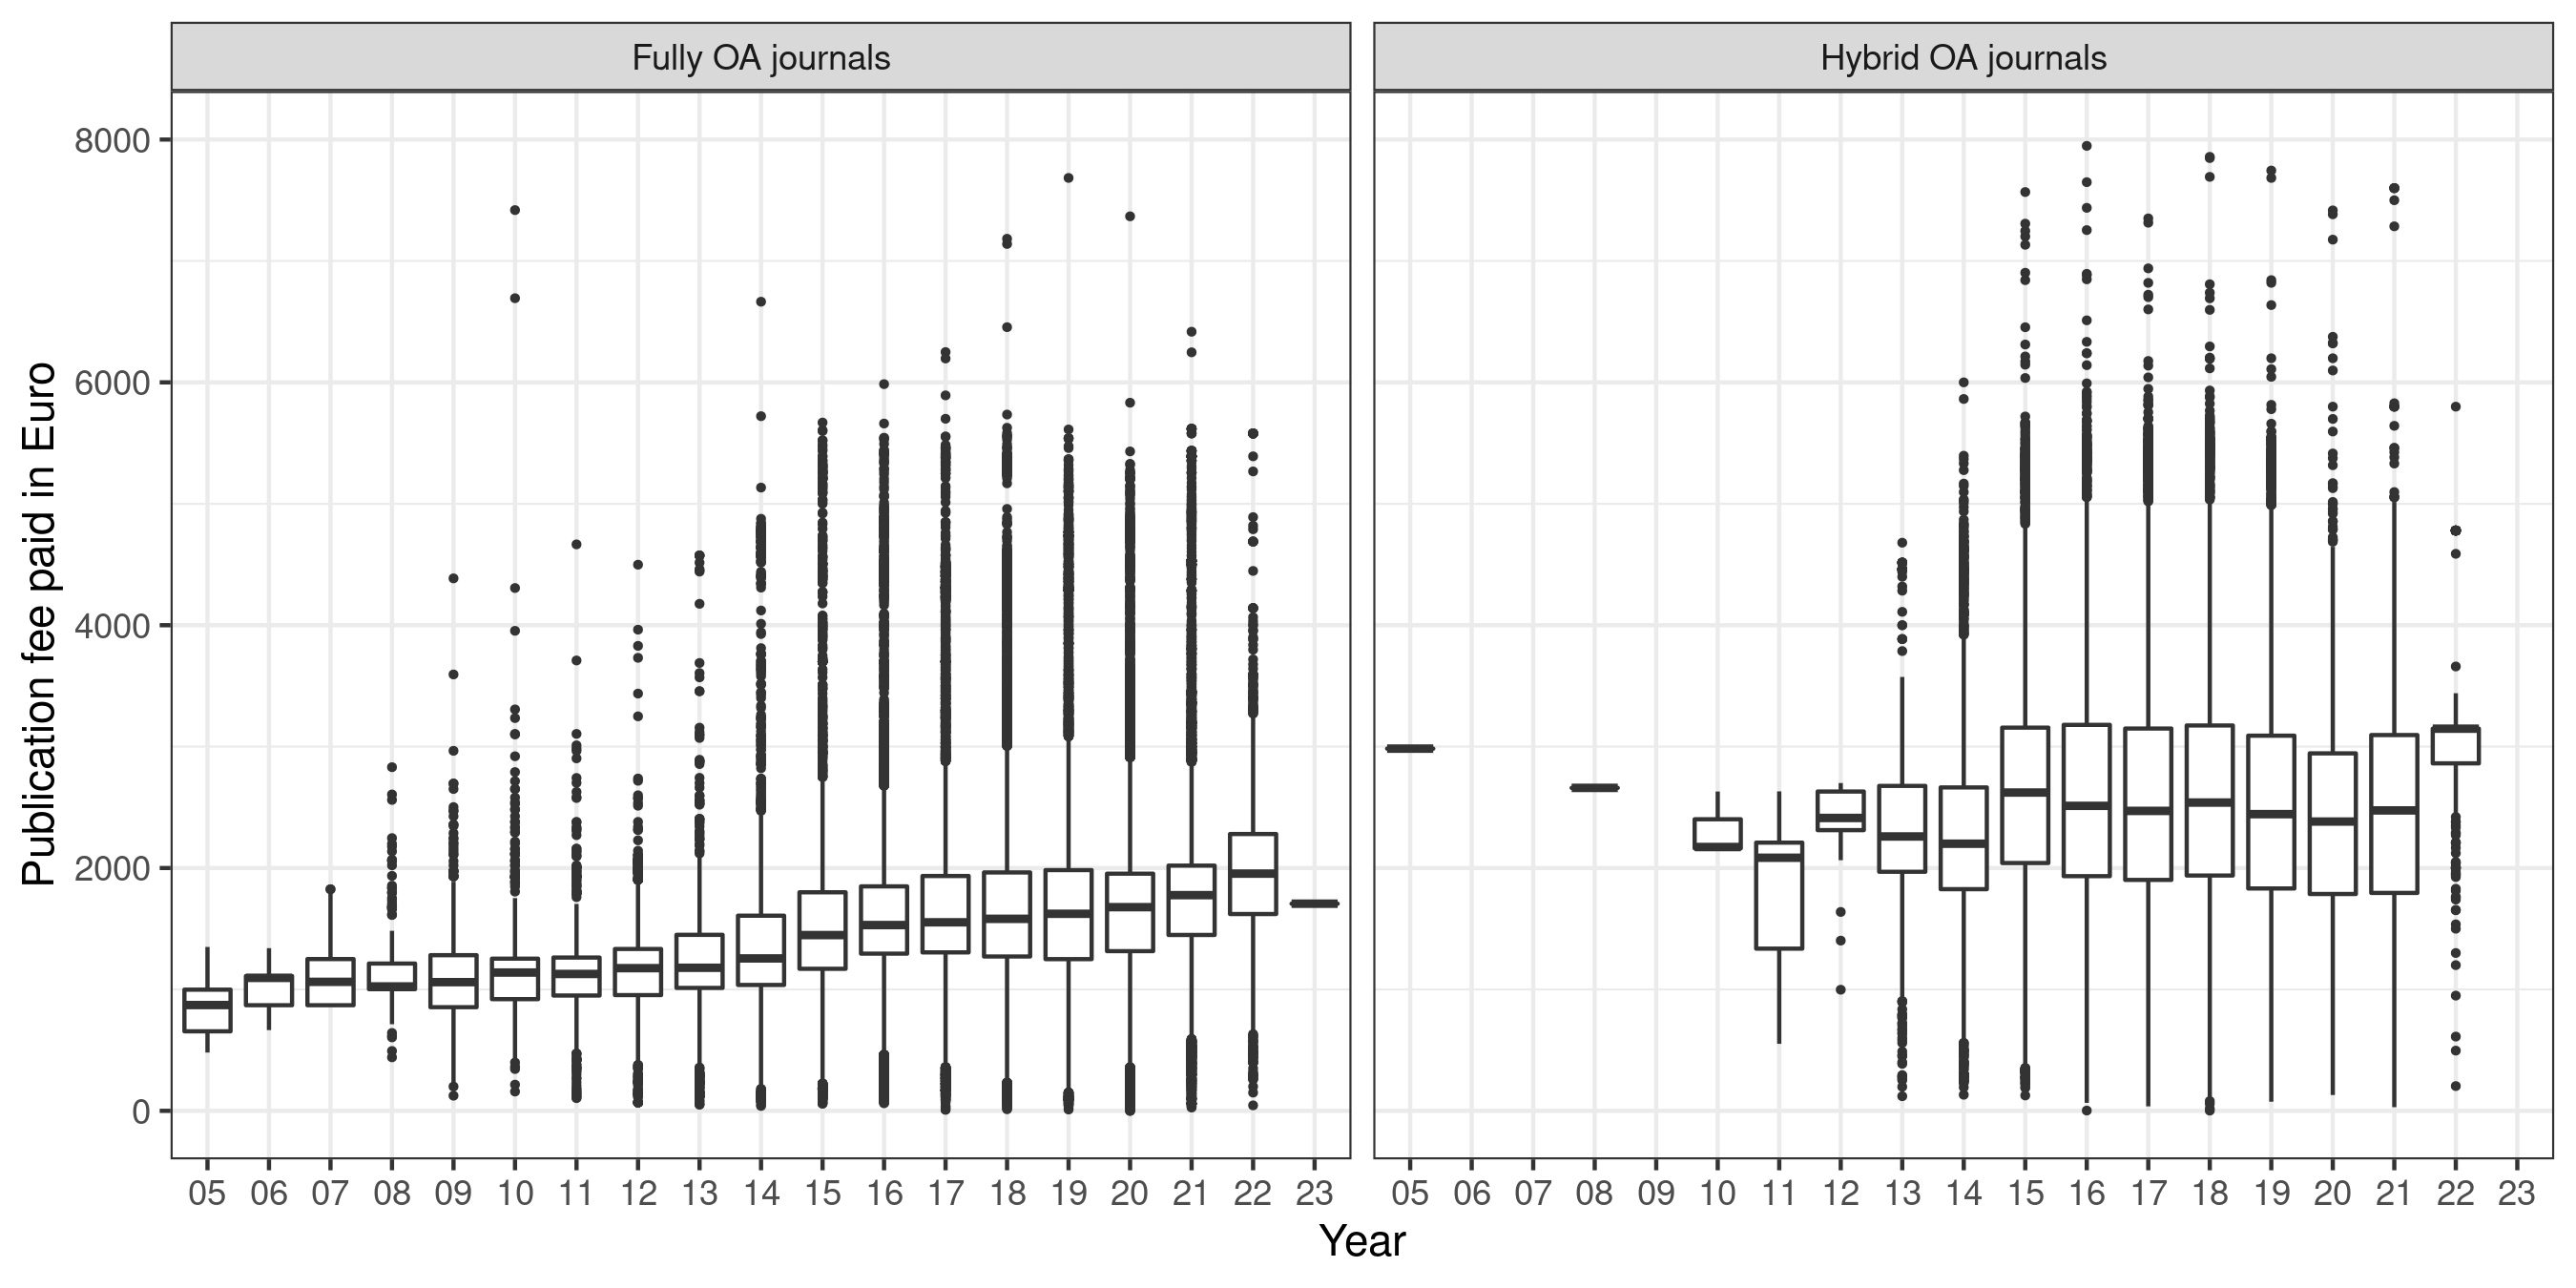 Fully OA journals
Hybrid OA journals
Publication fee paid in Euro
8000
6000
4000
2000
0
05 06 07 08 09 10 11 12 13 14 15 16 17 18 19 20 21 22 23
05 06 07 08 09 10 11 12 13 14 15 16 17 18 19 20 21 22 23
Year